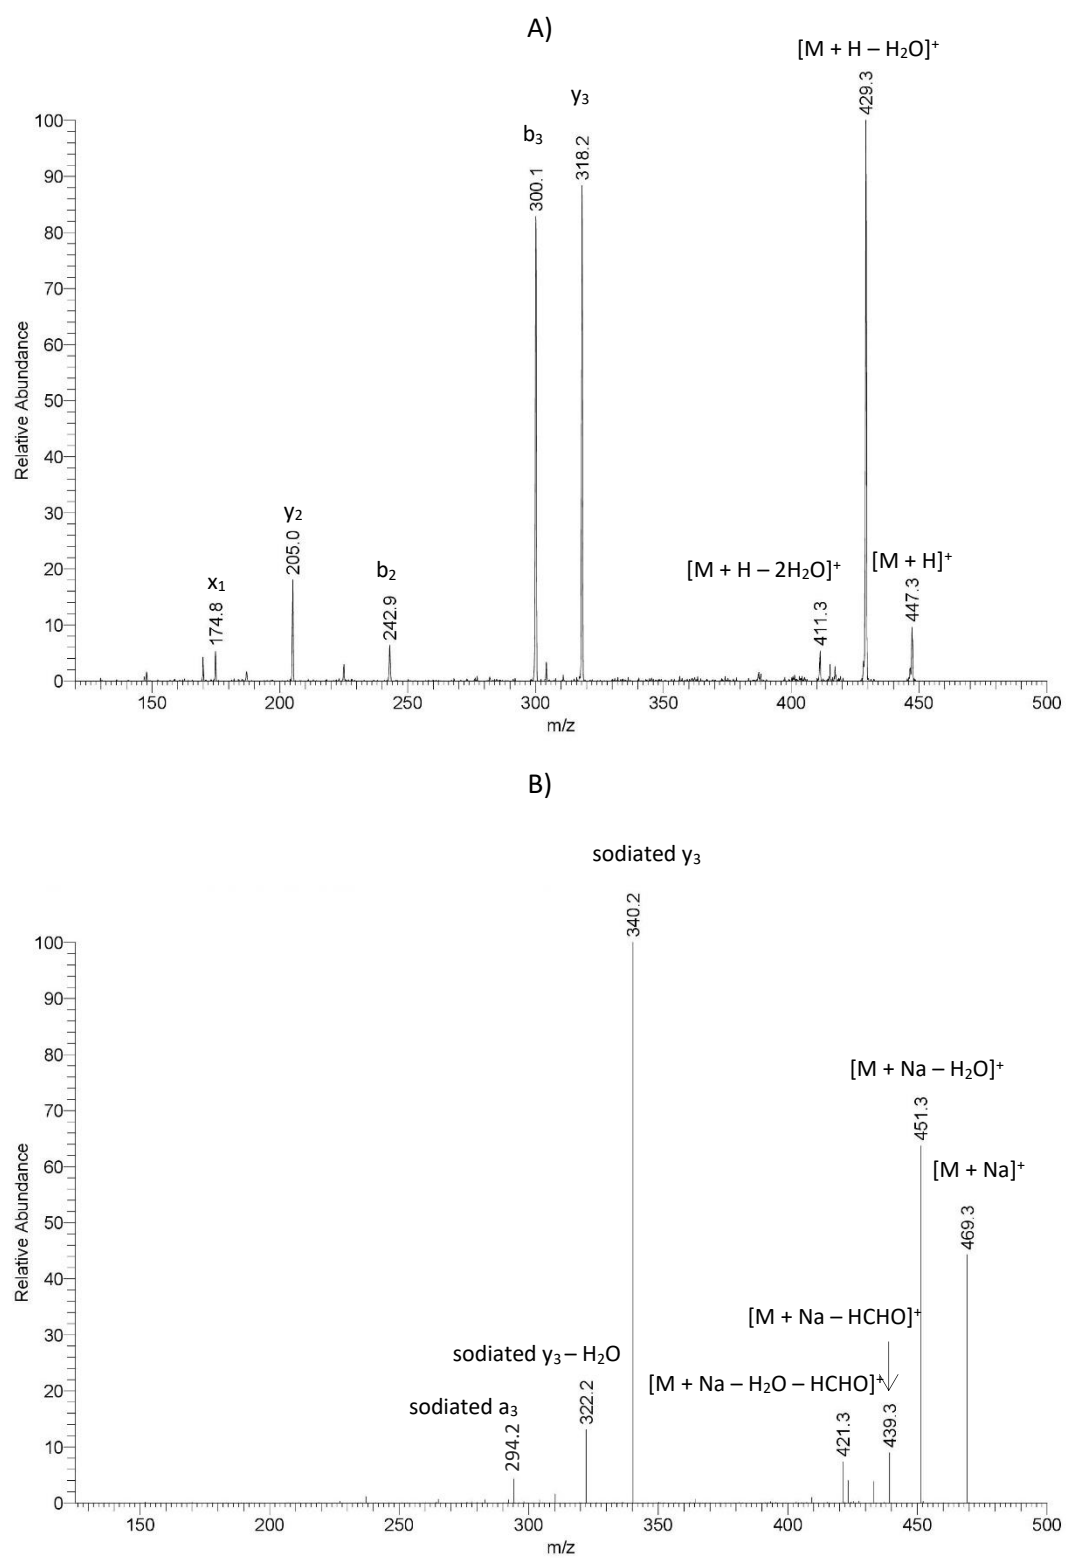 A)
[M + H – H₂O]⁺
429.3
y₃
318.2
b₃
300.1
y₂
205.0
x₁
174.8
b₂
242.9
[M + H – 2H₂O]⁺
411.3
[M + H]⁺
447.3
100
90
80
70
60
50
40
30
20
10
0
Relative Abundance
150 200 250 300 350 400 450 500
m/z
B)
sodiated y₃
340.2
[M + Na – H₂O]⁺
451.3
[M + Na]⁺
469.3
[M + Na – HCHO]⁺
439.3
sodiated y₃ – H₂O
322.2
[M + Na – H₂O – HCHO]⁺
421.3
sodiated a₃
294.2
100
90
80
70
60
50
40
30
20
10
0
Relative Abundance
150 200 250 300 350 400 450 500
m/z